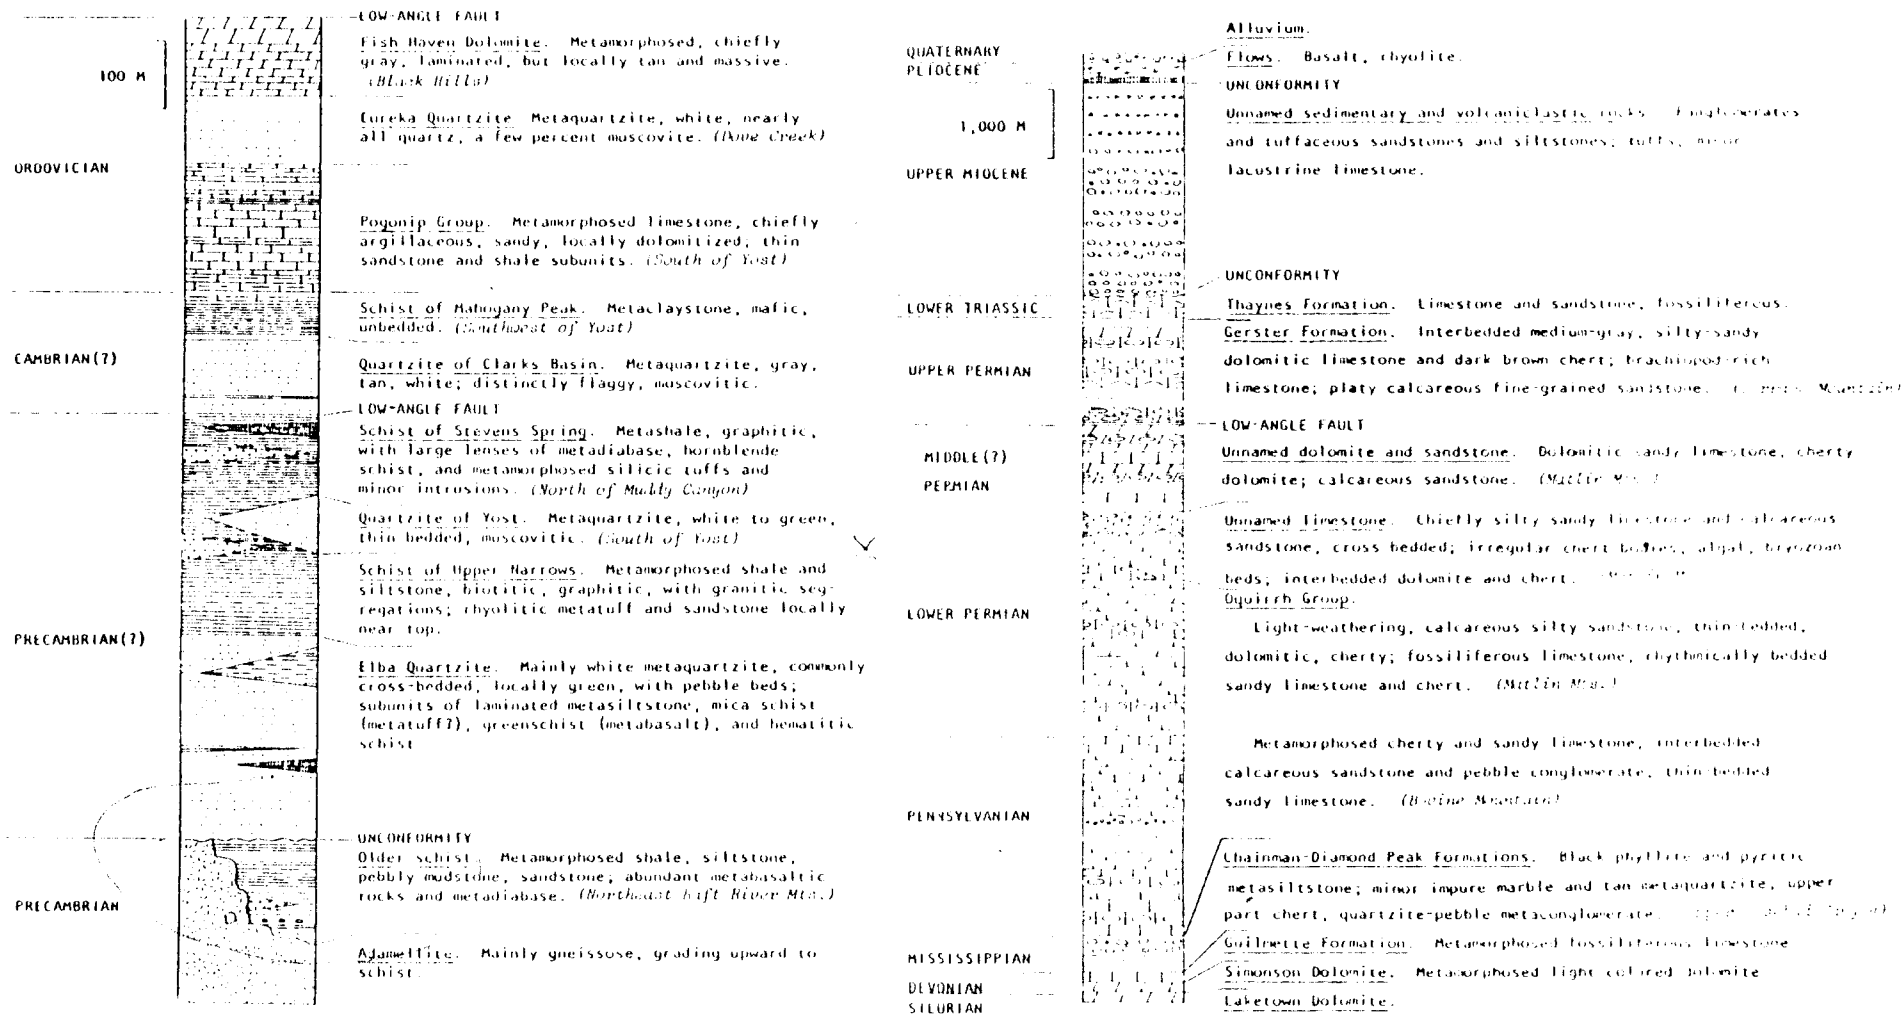 LOW-ANGLE FAULT
Fish Haven Dolomite. Metamorphosed, chiefly
gray, laminated, but locally tan and massive.
(Black Hills)
100 M
Eureka Quartzite Metaquartzite, white, nearly
all quartz, a few percent muscovite. (Dove Creek)
ORDOVICIAN
Pogonip Group. Metamorphosed limestone, chiefly
argillaceous, sandy, locally dolomitized; thin
sandstone and shale subunits. (South of Yost)
Schist of Mahogany Peak. Metaclaystone, mafic,
unbedded. (Southwest of Yost)
CAMBRIAN(?)
Quartzite of Clarks Basin. Metaquartzite, gray,
tan, white; distinctly flaggy, muscovitic.
LOW-ANGLE FAULT
Schist of Stevens Spring. Metashale, graphitic,
with large lenses of metadiabase, hornblende
schist, and metamorphosed silicic tuffs and
minor intrusions. (North of Muddy Canyon)
Quartzite of Yost. Metaquartzite, white to green,
thin bedded, muscovitic. (South of Yost)
Schist of Upper Narrows. Metamorphosed shale and
siltstone, biotitic, graphitic, with granitic seg-
regations; rhyolitic metatuff and sandstone locally
near top.
PRECAMBRIAN(?)
Elba Quartzite. Mainly white metaquartzite, commonly
cross-bedded, locally green, with pebble beds;
subunits of laminated metasiltstone, mica schist
(metatuff?), greenschist (metabasalt), and hematitic
schist
UNCONFORMITY
Older schist. Metamorphosed shale, siltstone,
pebbly mudstone, sandstone; abundant metabasaltic
rocks and metadiabase. (Northeast Raft River Mts.)
PRECAMBRIAN
Adamellite. Mainly gneissose, grading upward to
schist.
Alluvium.
QUATERNARY
Flows. Basalt, rhyolite.
PLIOCENE
UNCONFORMITY
Unnamed sedimentary and volcaniclastic rocks Fanglomerates
1,000 M
and tuffaceous sandstones and siltstones; tuffs, minor
UPPER MIOCENE
lacustrine limestone.
UNCONFORMITY
LOWER TRIASSIC
Thaynes Formation. Limestone and sandstone, fossiliferous.
Gerster Formation. Interbedded medium-gray, silty-sandy
dolomitic limestone and dark brown chert; brachiopod-rich
UPPER PERMIAN
limestone; platy calcareous fine-grained sandstone. Mountain)
LOW-ANGLE FAULT
MIDDLE(?)
PERMIAN
Unnamed dolomite and sandstone. Dolomitic sandy limestone, cherty
dolomite; calcareous sandstone. (Matlin Mts.)
Unnamed limestone. Chiefly silty sandy limestone and calcareous
sandstone, cross bedded; irregular chert bodies, algal, bryozoan
beds; interbedded dolomite and chert.
Oquirrh Group.
LOWER PERMIAN
Light-weathering, calcareous silty sandstone, thin-bedded,
dolomitic, cherty; fossiliferous limestone, rhythmically bedded
sandy limestone and chert. (Matlin Mts.)
Metamorphosed cherty and sandy limestone, interbedded
calcareous sandstone and pebble conglomerate, thin-bedded
sandy limestone. (Bovine Mountain)
PENNSYLVANIAN
Chainman-Diamond Peak Formations. Black phyllite and pyritic
metasiltstone; minor impure marble and tan metaquartzite, upper
part chert, quartzite-pebble metaconglomerate.
Guilmette Formation. Metamorphosed fossiliferous limestone
MISSISSIPPIAN
Simonson Dolomite. Metamorphosed light colored dolomite
DEVONIAN
SILURIAN
Laketown Dolomite.